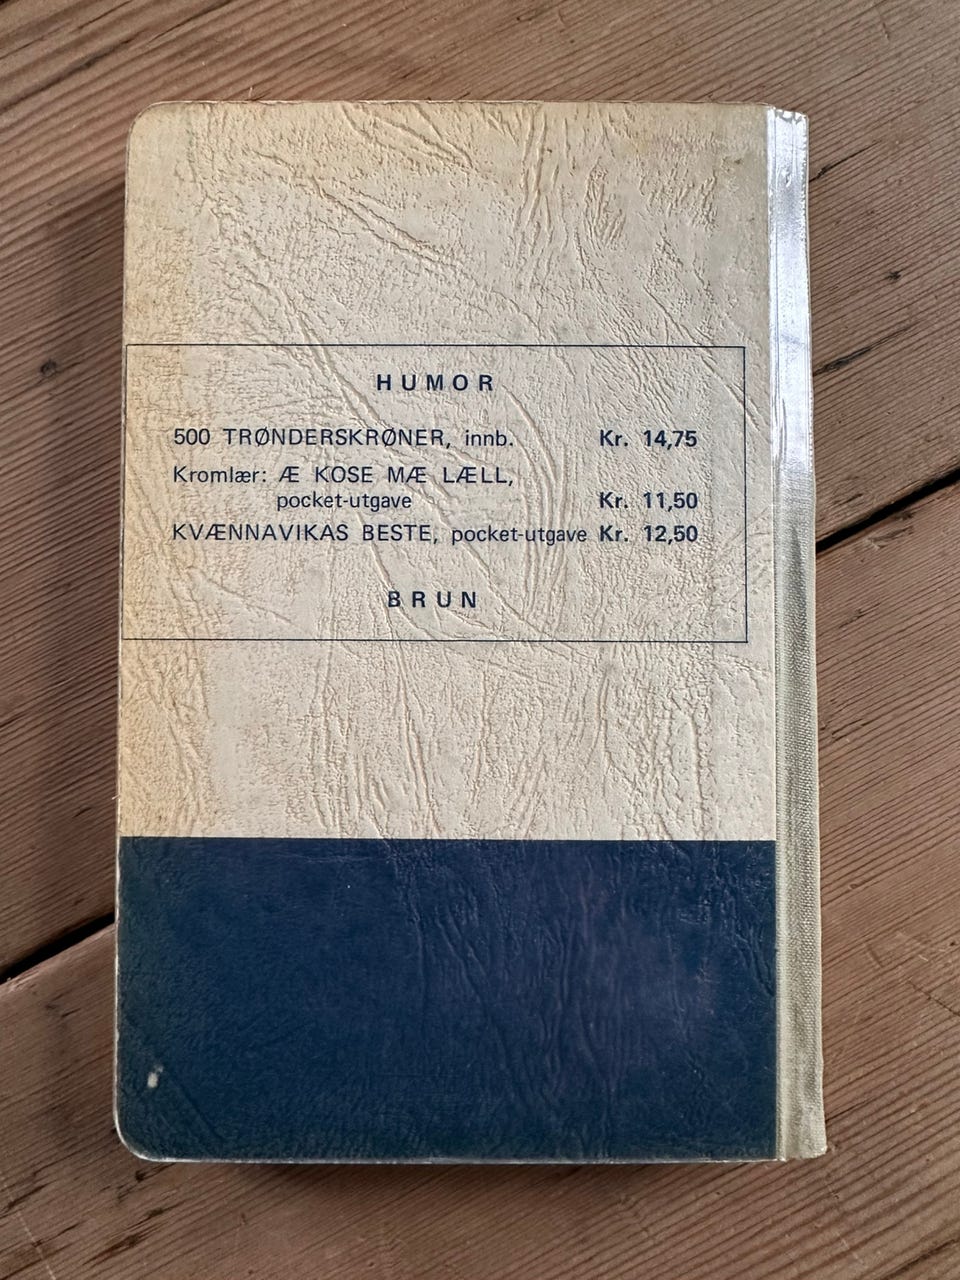 HUMOR
500 TRØNDERSKRØNER, innb. Kr. 14,75
Kromlær: Æ KOSE MÆ LÆLL,
pocket-utgave Kr. 11,50
KVÆNNAVIKAS BESTE, pocket-utgave Kr. 12,50
BRUN